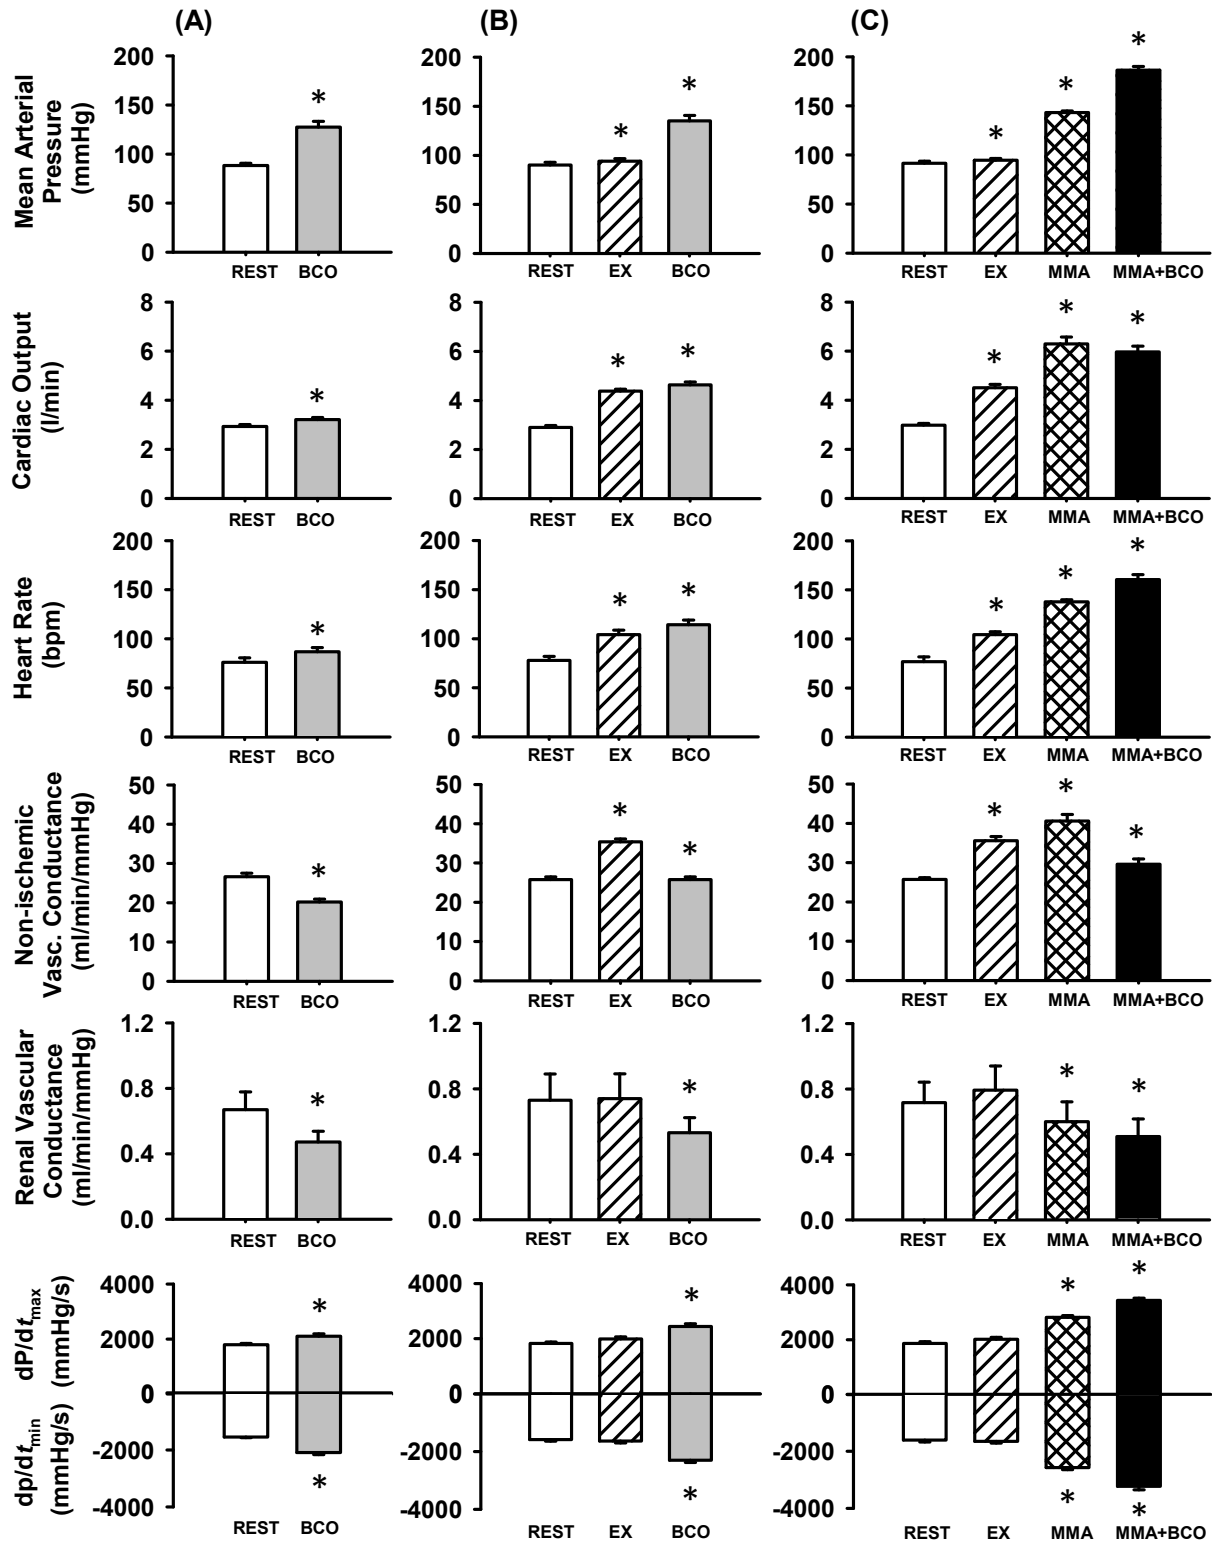 (A) (B) (C)
Mean Arterial
Pressure
(mmHg)
200 200 200
* * * * * *
150 150 150
100 100 100
50 50 50
0 0 0
REST BCO REST EX BCO REST EX MMA MMA+BCO
Cardiac Output
(l/min)
8 8 8
* * * * * *
6 6 6
4 4 4
2 2 2
0 0 0
REST BCO REST EX BCO REST EX MMA MMA+BCO
Heart Rate
(bpm)
200 200 200
* * * * * *
150 150 150
100 100 100
50 50 50
0 0 0
REST BCO REST EX BCO REST EX MMA MMA+BCO
Non-ischemic
Vasc. Conductance
(ml/min/mmHg)
50 50 50
* * * * * *
40 40 40
30 30 30
20 20 20
10 10 10
0 0 0
REST BCO REST EX BCO REST EX MMA MMA+BCO
Renal Vascular
Conductance
(ml/min/mmHg)
1.2 1.2 1.2
* * * *
0.8 0.8 0.8
0.4 0.4 0.4
0.0 0.0 0.0
REST BCO REST EX BCO REST EX MMA MMA+BCO
dP/dtmax
(mmHg/s)
dp/dtmin
(mmHg/s)
4000 4000 4000
* * * *
2000 2000 2000
0 0 0
-2000 -2000 -2000
* * * *
-4000 -4000 -4000
REST BCO REST EX BCO REST EX MMA MMA+BCO